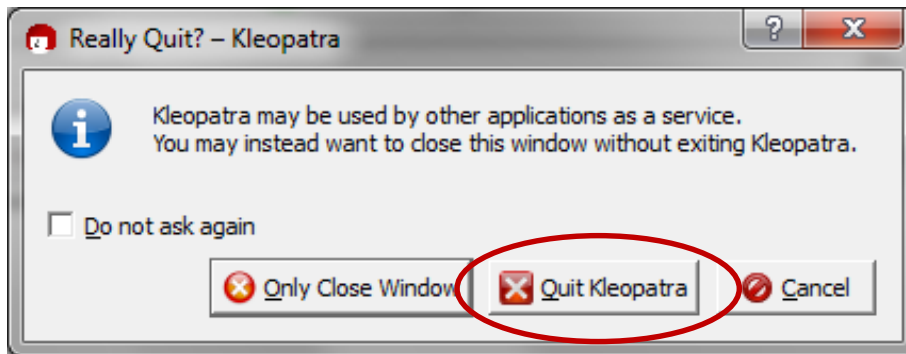 Really Quit? – Kleopatra
Kleopatra may be used by other applications as a service.
You may instead want to close this window without exiting Kleopatra.
Do not ask again
Only Close Window
Quit Kleopatra
Cancel